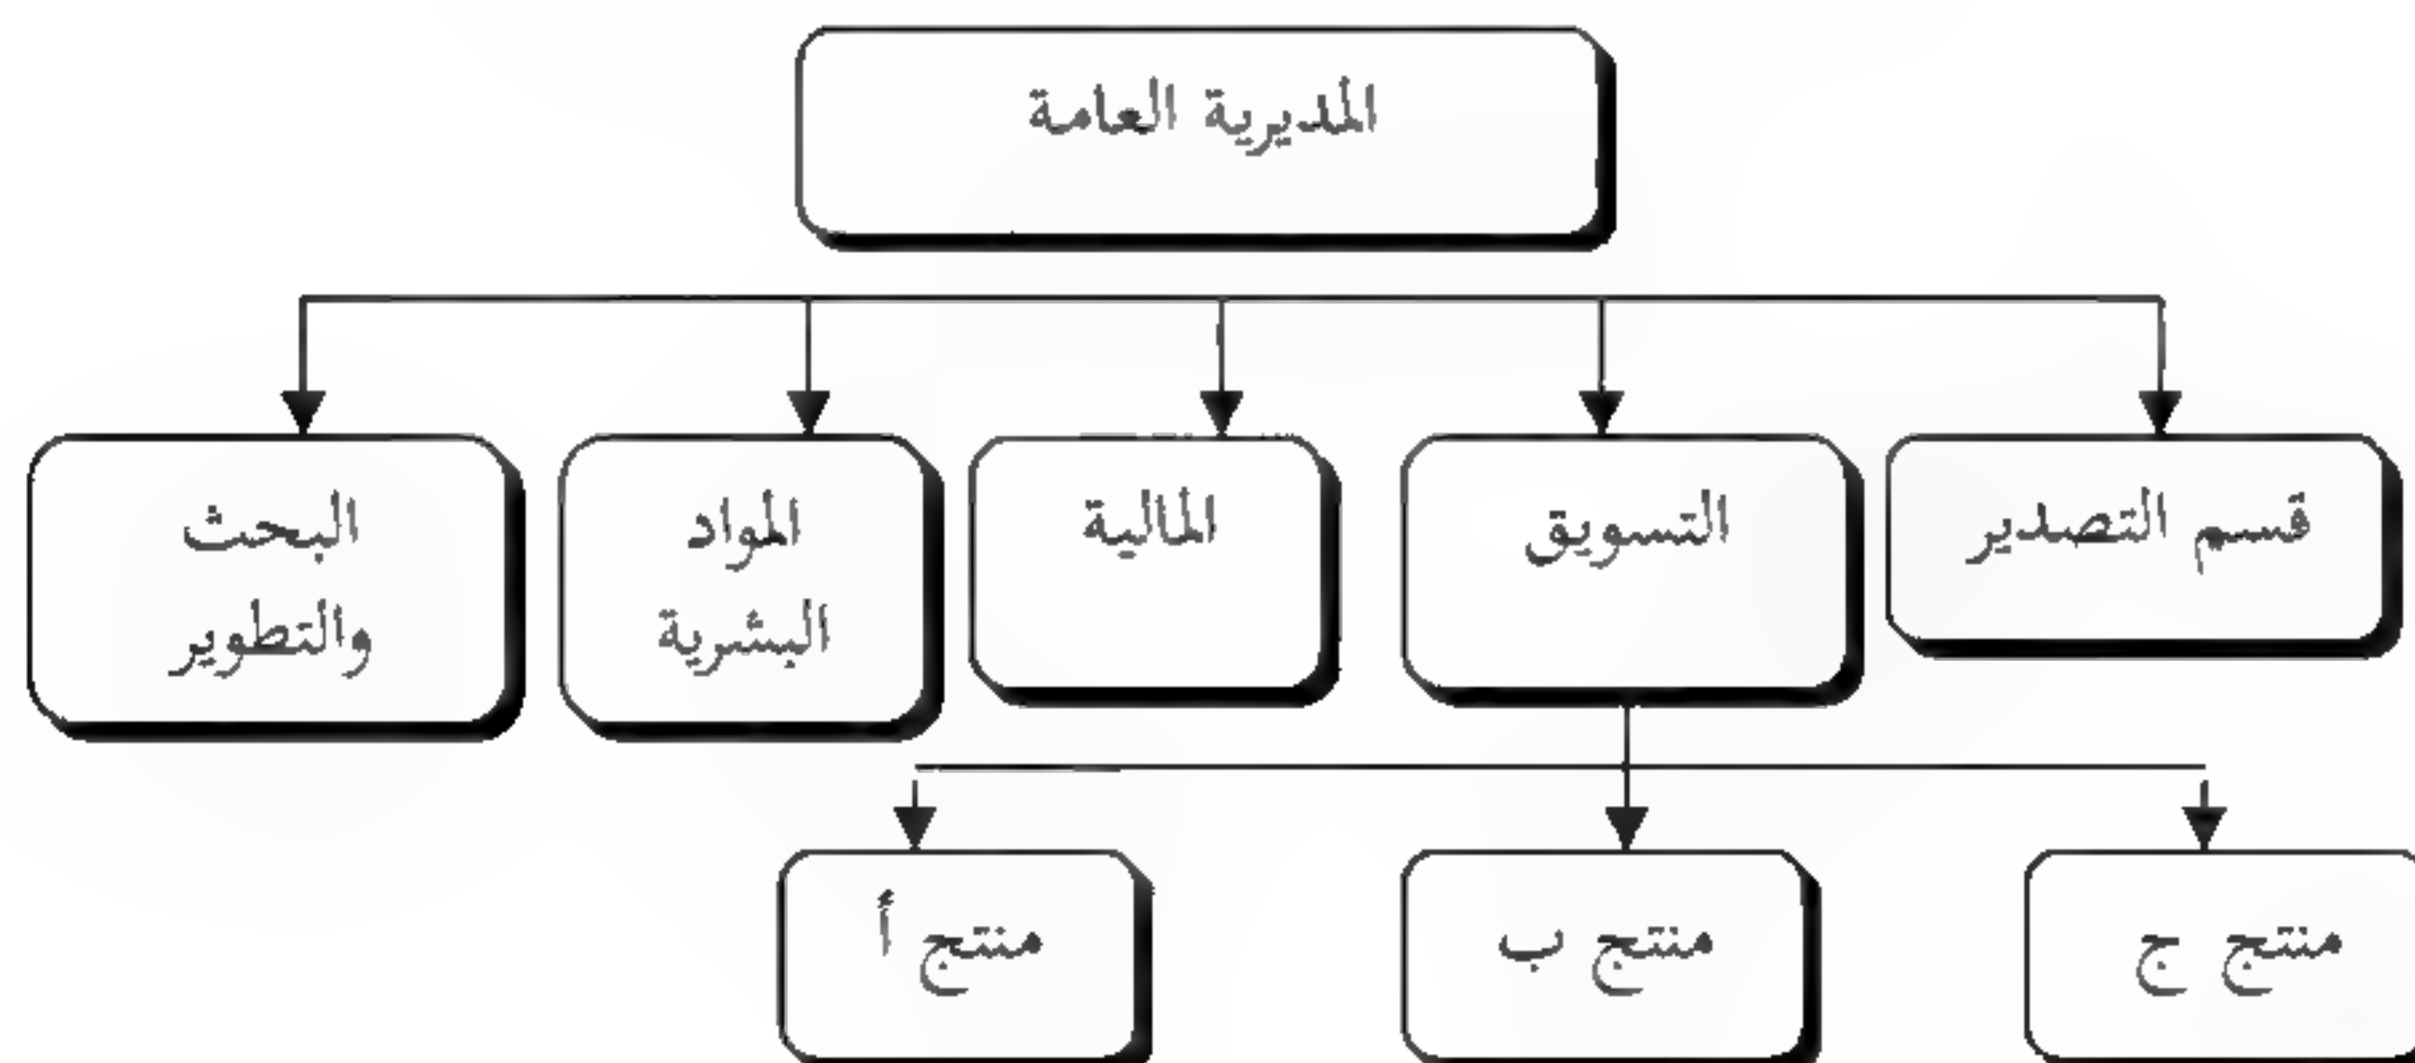 المديرية العامة
قسم التصدير
التسويق
المالية
المواد
البشرية
البحث
والتطوير
منتج ج
منتج ب
منتج أ